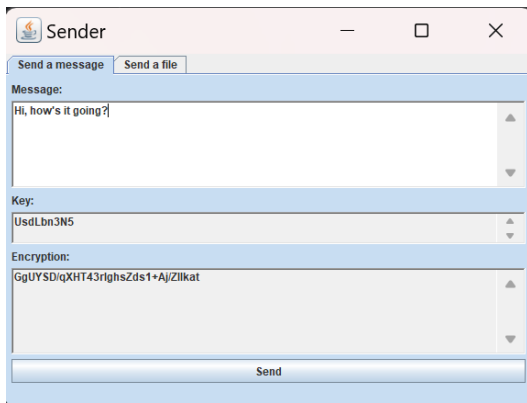 Sender
Send a message Send a file
Message:
Hi, how's it going?
Key:
UsdLbn3N5
Encryption:
GgUYSD/qXHT43rlghsZds1+Aj/Zllkat
Send